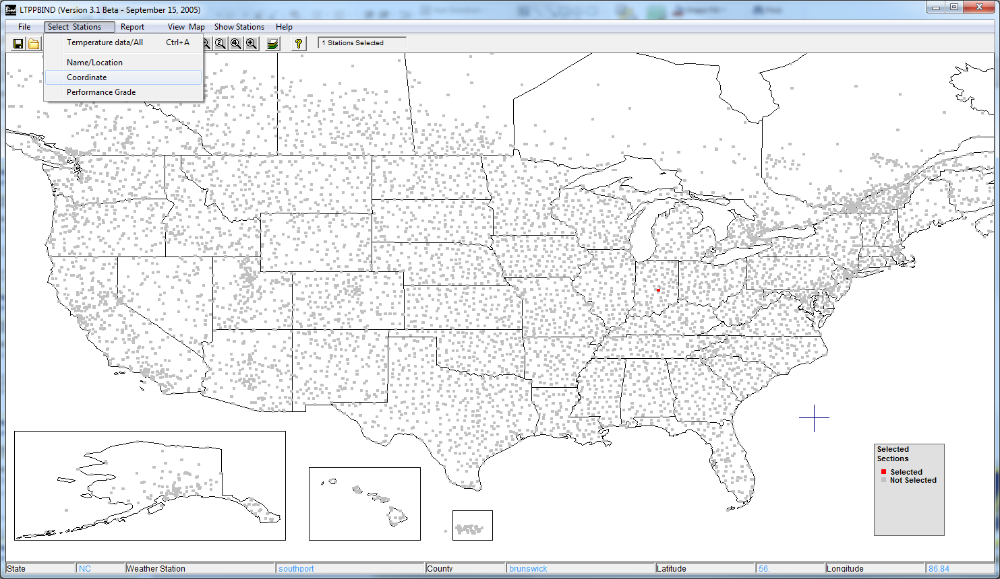 LTPPBIND (Version 3.1 Beta - September 15, 2005)
File Select Stations Report View Map Show Stations Help
Temperature data/All Ctrl+A
1 Stations Selected
Name/Location
Coordinate
Performance Grade
Selected
Sections
Selected
Not Selected
State NC Weather Station southport County brunswick Latitude 56. Longitude 86.84